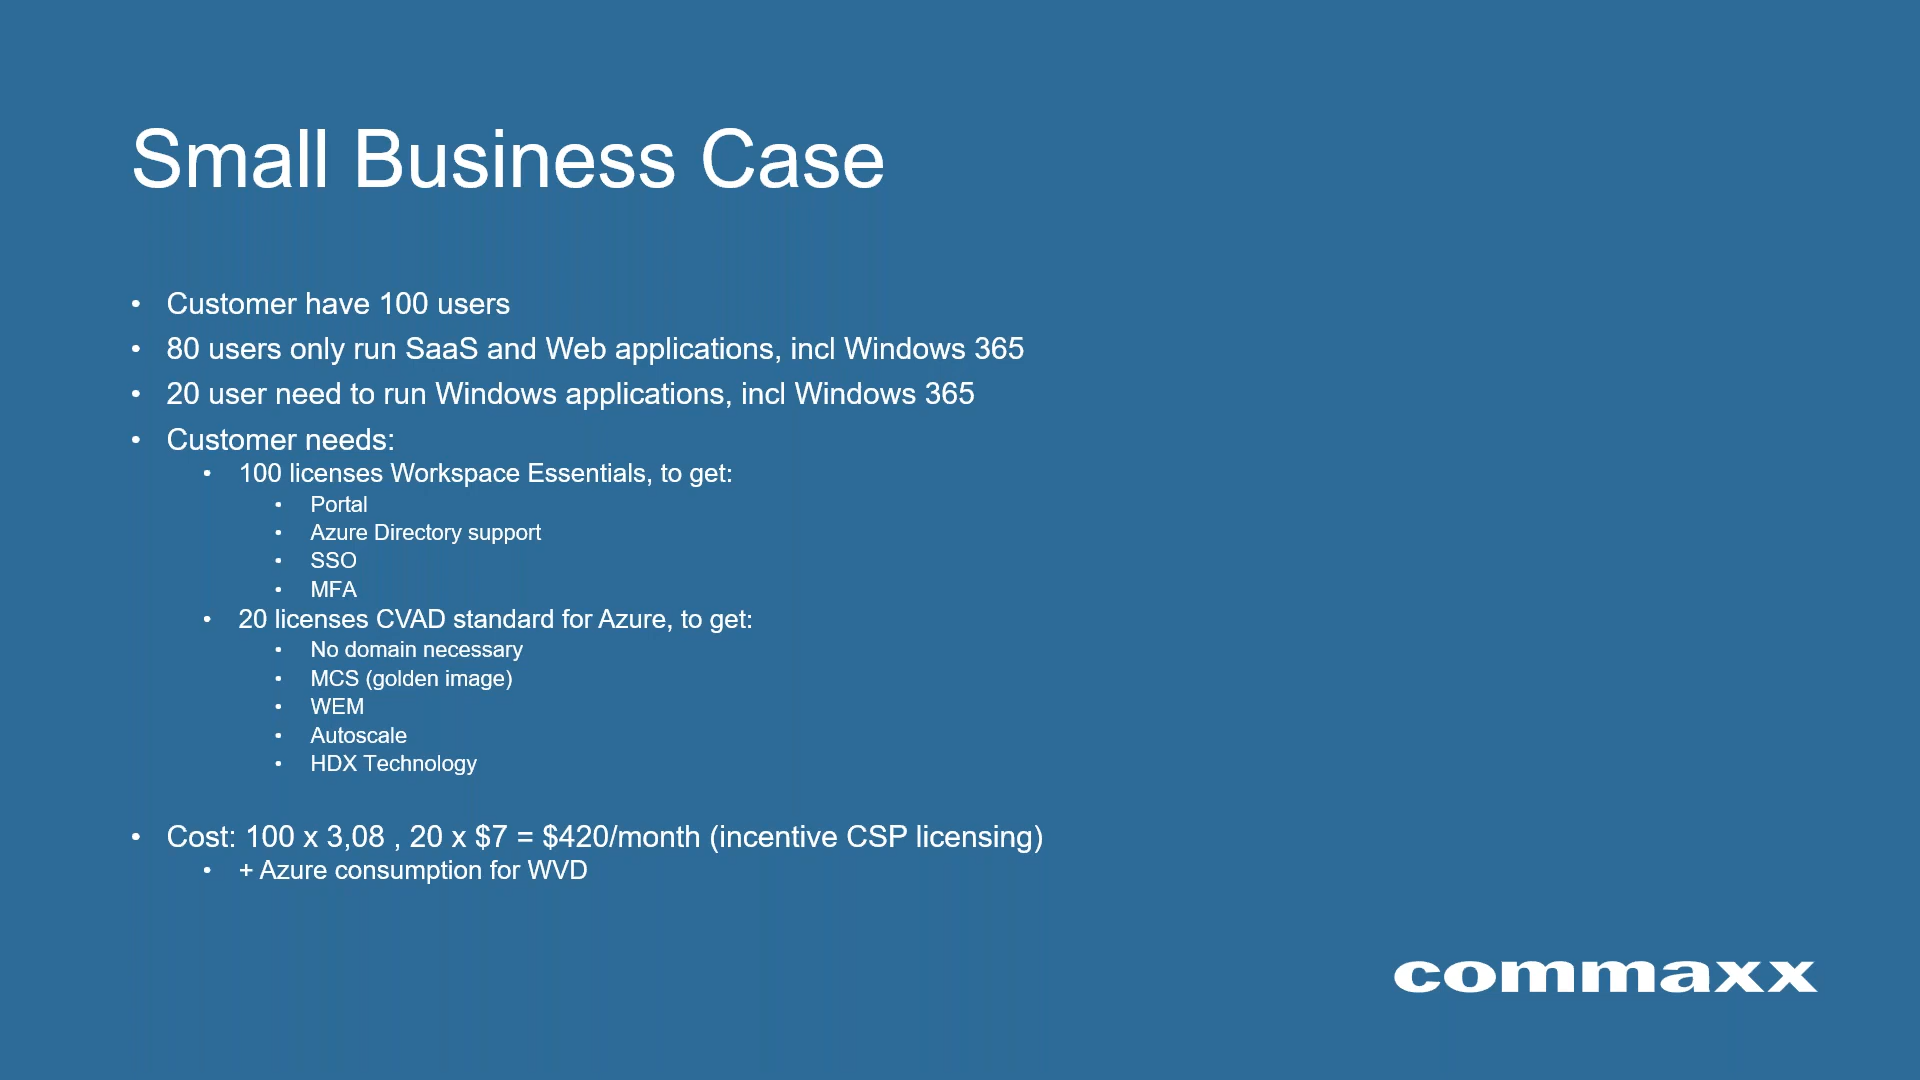 Small Business Case
• Customer have 100 users
• 80 users only run SaaS and Web applications, incl Windows 365
• 20 user need to run Windows applications, incl Windows 365
• Customer needs:
• 100 licenses Workspace Essentials, to get:
• Portal
• Azure Directory support
• SSO
• MFA
• 20 licenses CVAD standard for Azure, to get:
• No domain necessary
• MCS (golden image)
• WEM
• Autoscale
• HDX Technology
• Cost: 100 x 3,08 , 20 x $7 = $420/month (incentive CSP licensing)
• + Azure consumption for WVD
commaxx